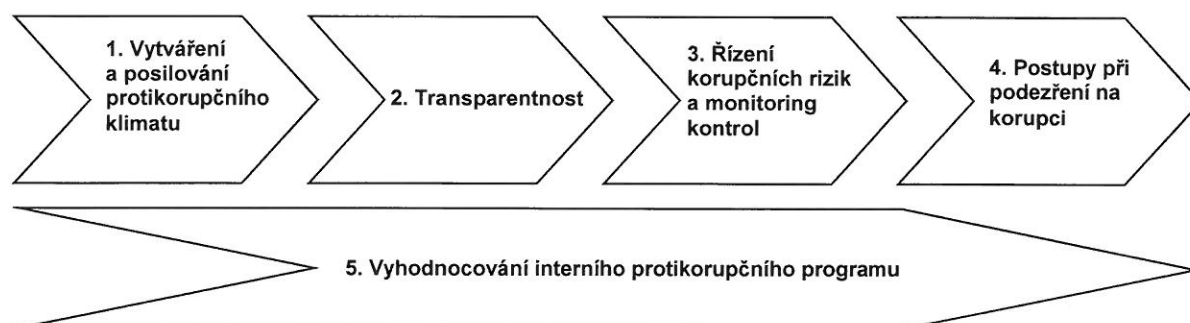 1. Vytváření
a posilování
protikorupčního
klimatu
2. Transparentnost
3. Řízení
korupčních rizik
a monitoring
kontrol
4. Postupy při
podezření na
korupci
5. Vyhodnocování interního protikorupčního programu